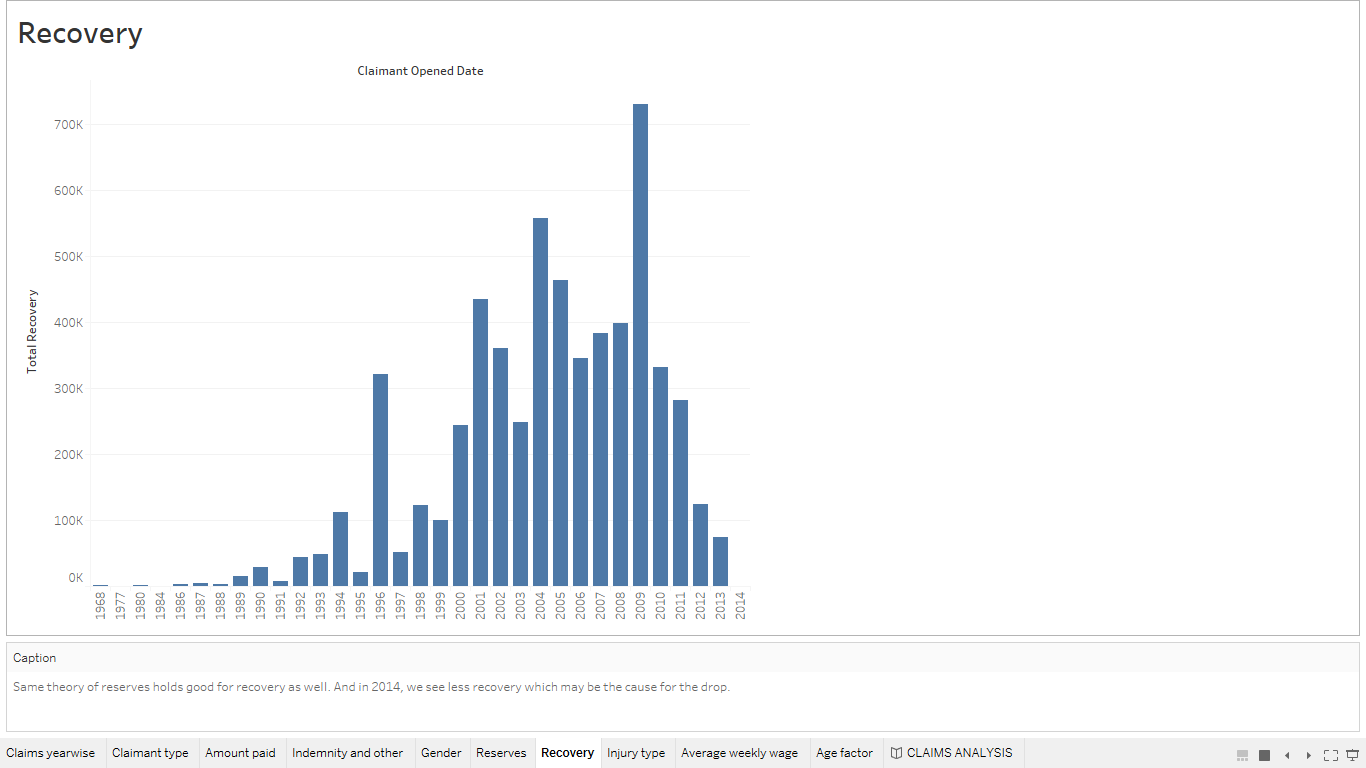 Recovery
Claimant Opened Date
Total Recovery
700K
600K
500K
400K
300K
200K
100K
0K
1968 1977 1980 1984 1986 1987 1988 1989 1990 1991 1992 1993 1994 1995 1996 1997 1998 1999 2000 2001 2002 2003 2004 2005 2006 2007 2008 2009 2010 2011 2012 2013 2014
Caption
Same theory of reserves holds good for recovery as well. And in 2014, we see less recovery which may be the cause for the drop.
Claims yearwise Claimant type Amount paid Indemnity and other Gender Reserves Recovery Injury type Average weekly wage Age factor CLAIMS ANALYSIS